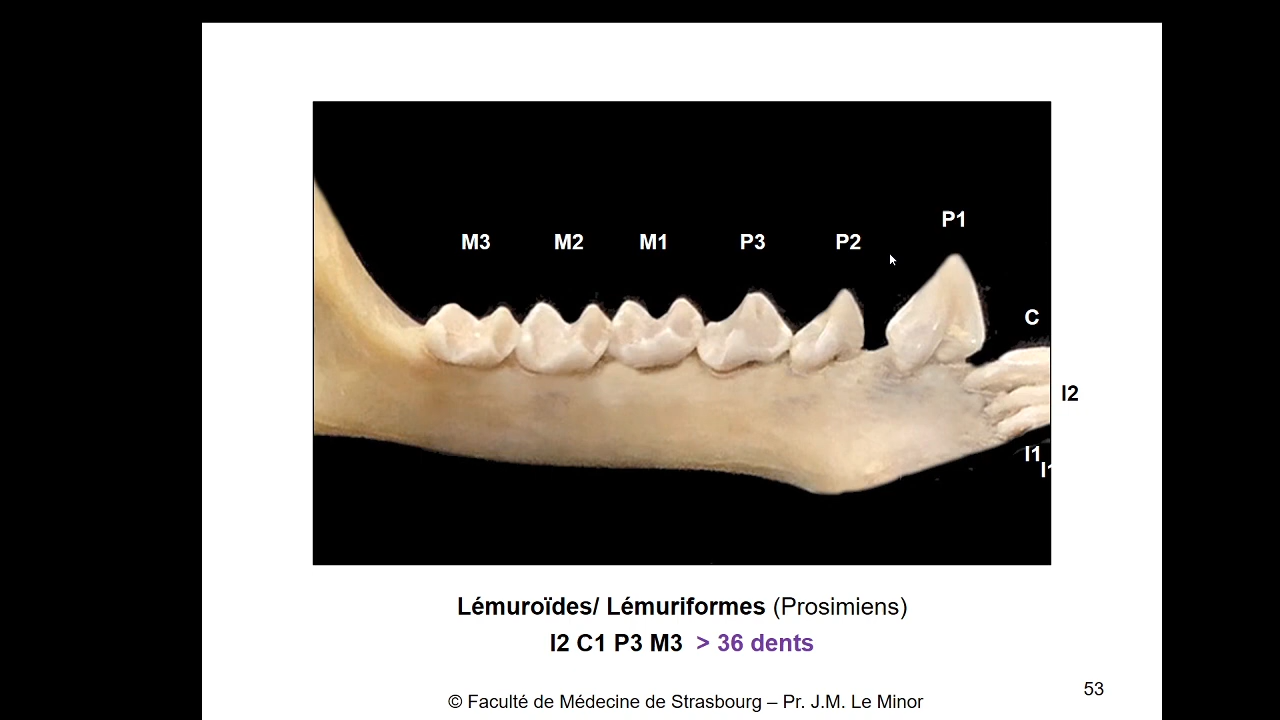 P1
M3 M2 M1 P3 P2
C
I2
I1
I1
Lémuroïdes/ Lémuriformes (Prosimiens)
I2 C1 P3 M3 > 36 dents
53
© Faculté de Médecine de Strasbourg – Pr. J.M. Le Minor